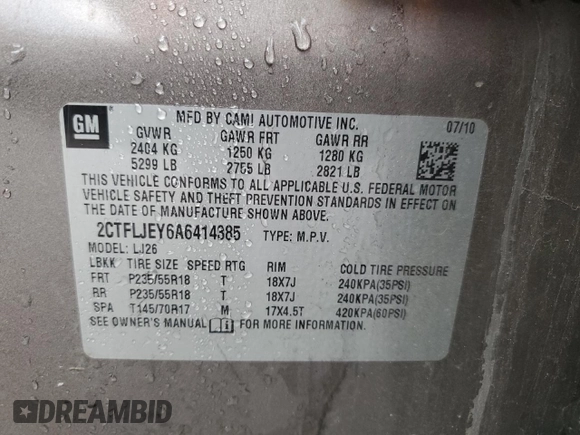 GM
MFD BY CAMI AUTOMOTIVE INC. 07/10
GVWR GAWR FRT GAWR RR
2404 KG 1250 KG 1280 KG
5299 LB 2755 LB 2821 LB
THIS VEHICLE CONFORMS TO ALL APPLICABLE U.S. FEDERAL MOTOR
VEHICLE SAFETY AND THEFT PREVENTION STANDARDS IN EFFECT ON
THE DATE OF MANUFACTURE SHOWN ABOVE.
2CTFLJEY6A6414385 TYPE: M.P.V.
MODEL: LJ26
LBKK TIRE SIZE SPEED RTG RIM COLD TIRE PRESSURE
FRT P235/55R18 T 18X7J 240KPA(35PSI)
RR P235/55R18 T 18X7J 240KPA(35PSI)
SPA T145/70R17 M 17X4.5T 420KPA(60PSI)
SEE OWNER'S MANUAL FOR MORE INFORMATION.
DREAMBID